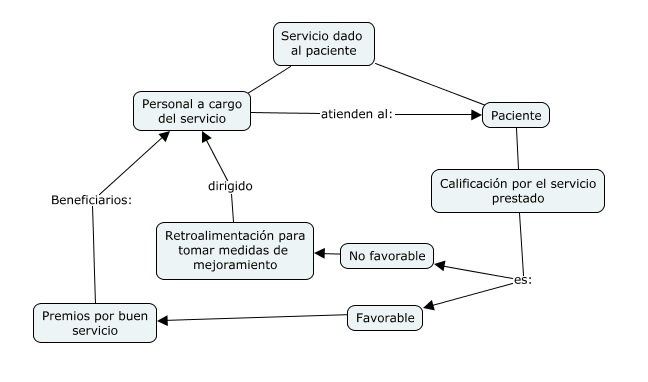 Servicio dado
al paciente
Personal a cargo
del servicio
atienden al:
Paciente
Beneficiarios:
dirigido
Calificación por el servicio
prestado
Retroalimentación para
tomar medidas de
mejoramiento
No favorable
es:
Premios por buen
servicio
Favorable